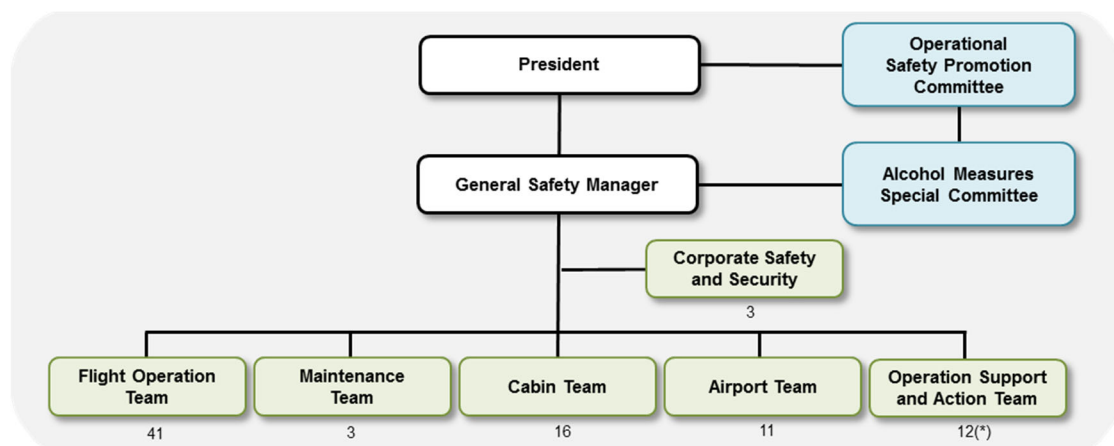 President
Operational
Safety Promotion
Committee
General Safety Manager
Alcohol Measures
Special Committee
Corporate Safety
and Security
3
Flight Operation
Team
41
Maintenance
Team
3
Cabin Team
16
Airport Team
11
Operation Support
and Action Team
12(*)